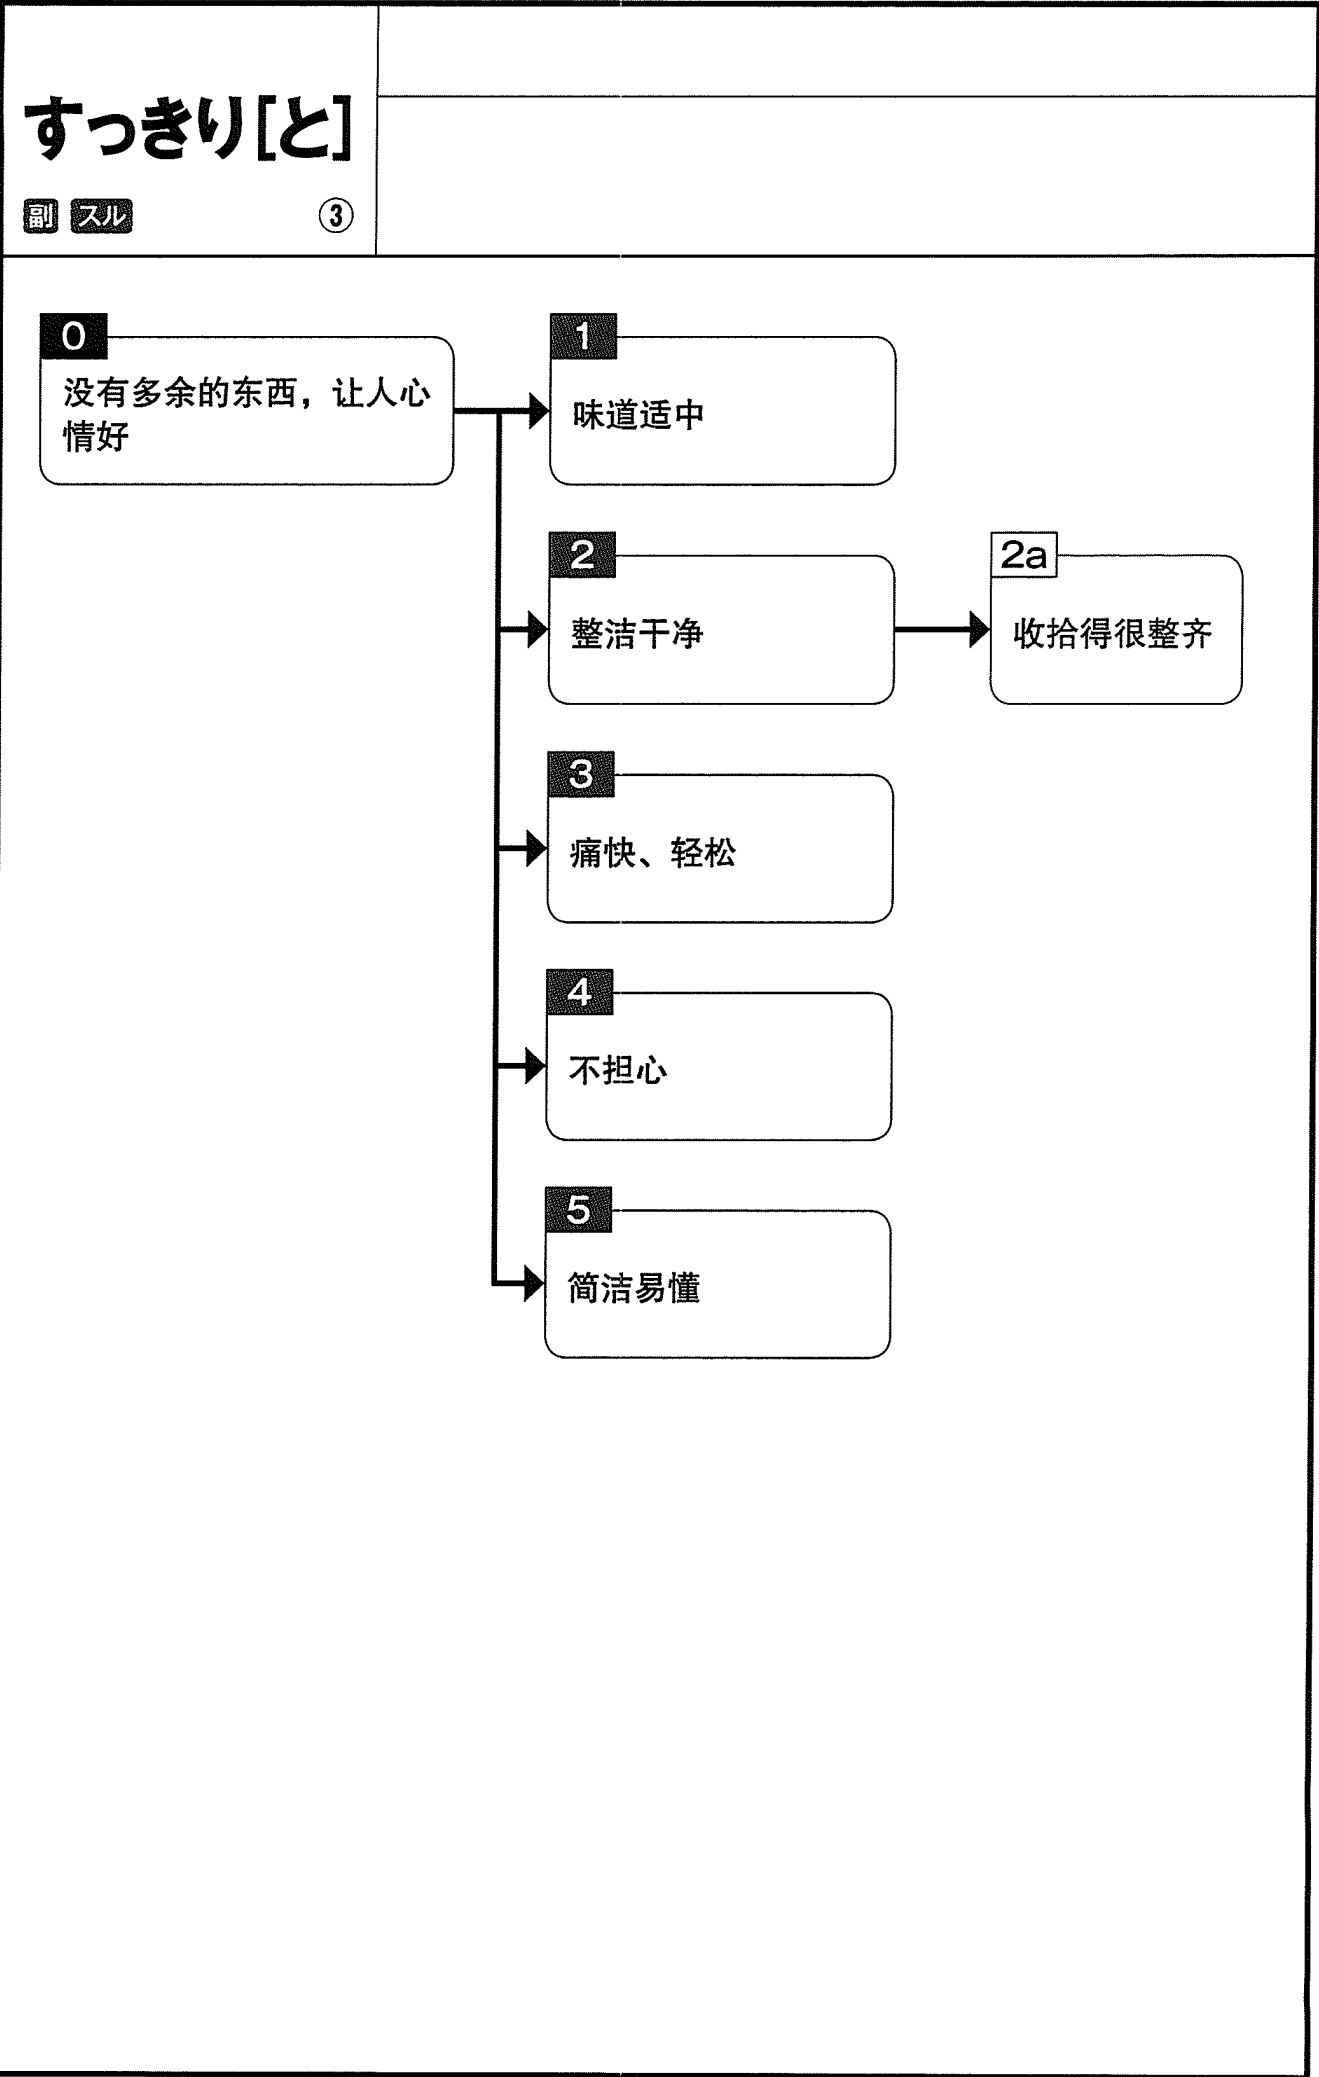 すっきり[と]
副 スル ③
0
没有多余的东西，让人心
情好
1
味道适中
2
整洁干净
2a
收拾得很整齐
3
痛快、轻松
4
不担心
5
简洁易懂